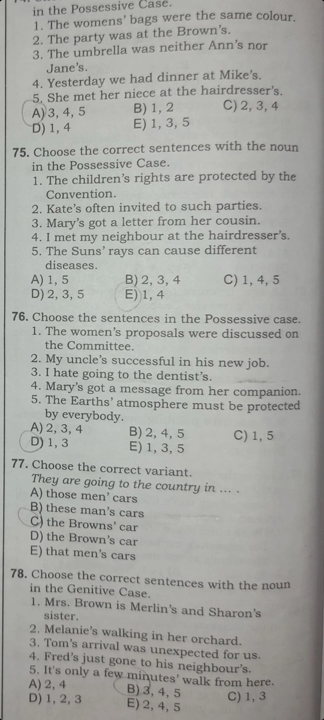 in the Possessive Case.
1. The womens' bags were the same colour.
2. The party was at the Brown's.
3. The umbrella was neither Ann's nor
Jane's.
4. Yesterday we had dinner at Mike's.
5. She met her niece at the hairdresser's.
A) 3, 4, 5 B) 1, 2 C) 2, 3, 4
D) 1, 4 E) 1, 3, 5
75. Choose the correct sentences with the noun
in the Possessive Case.
1. The children's rights are protected by the
Convention.
2. Kate's often invited to such parties.
3. Mary's got a letter from her cousin.
4. I met my neighbour at the hairdresser's.
5. The Suns' rays can cause different
diseases.
A) 1, 5 B) 2, 3, 4 C) 1, 4, 5
D) 2, 3, 5 E) 1, 4
76. Choose the sentences in the Possessive case.
1. The women's proposals were discussed on
the Committee.
2. My uncle's successful in his new job.
3. I hate going to the dentist's.
4. Mary's got a message from her companion.
5. The Earths' atmosphere must be protected
by everybody.
A) 2, 3, 4 B) 2, 4, 5 C) 1, 5
D) 1, 3 E) 1, 3, 5
77. Choose the correct variant.
They are going to the country in ... .
A) those men' cars
B) these man's cars
C) the Browns' car
D) the Brown's car
E) that men's cars
78. Choose the correct sentences with the noun
in the Genitive Case.
1. Mrs. Brown is Merlin's and Sharon's
sister.
2. Melanie's walking in her orchard.
3. Tom's arrival was unexpected for us.
4. Fred's just gone to his neighbour's.
5. It's only a few minutes' walk from here.
A) 2, 4 B) 3, 4, 5 C) 1, 3
D) 1, 2, 3 E) 2, 4, 5